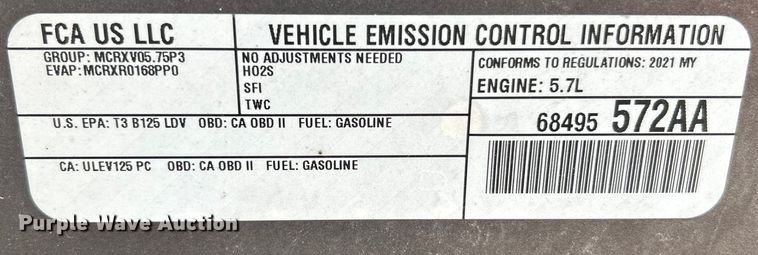 FCA US LLC
VEHICLE EMISSION CONTROL INFORMATION
GROUP: MCRXV05.75P3
EVAP: MCRXR0168PP0
NO ADJUSTMENTS NEEDED
HO2S
SFI
TWC
CONFORMS TO REGULATIONS: 2021 MY
ENGINE: 5.7L
U.S. EPA: T3 B125 LDV OBD: CA OBD II FUEL: GASOLINE
68495 572AA
CA: ULEV125 PC OBD: CA OBD II FUEL: GASOLINE
Purple Wave Auction